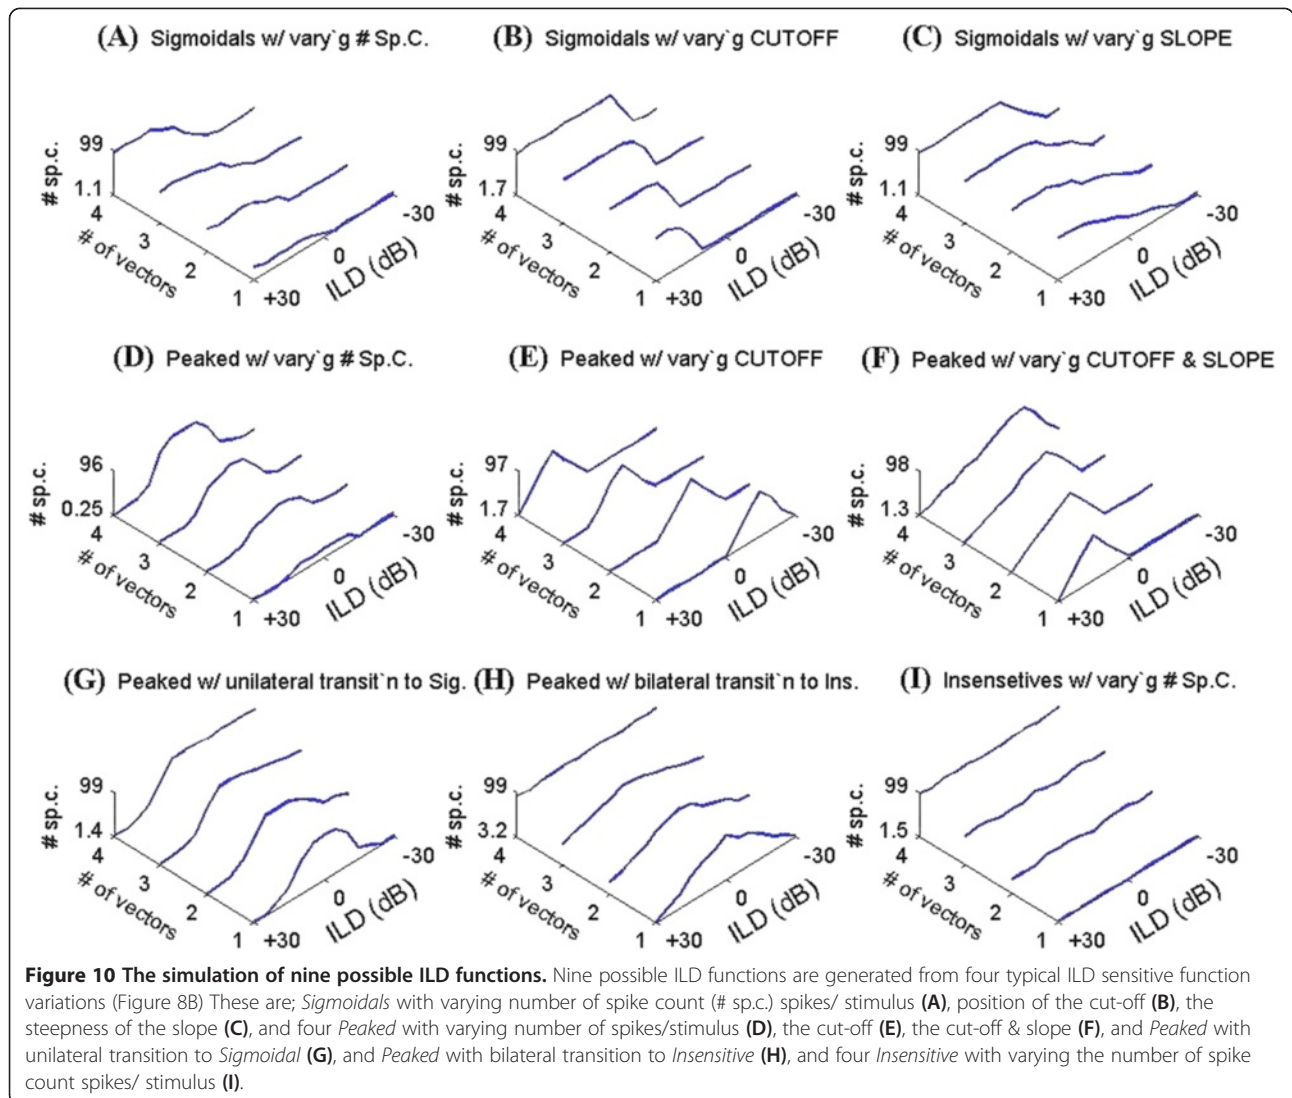 (A) Sigmoidals w/ vary`g # Sp.C.
99
1.1
# sp.c.
4
3
2
1
# of vectors
+30
0
-30
ILD (dB)
(B) Sigmoidals w/ vary`g CUTOFF
99
1.7
# sp.c.
4
3
2
1
# of vectors
+30
0
-30
ILD (dB)
(C) Sigmoidals w/ vary`g SLOPE
99
1.1
# sp.c.
4
3
2
1
# of vectors
+30
0
-30
ILD (dB)
(D) Peaked w/ vary`g # Sp.C.
96
0.25
# sp.c.
4
3
2
1
# of vectors
+30
0
-30
ILD (dB)
(E) Peaked w/ vary`g CUTOFF
97
1.7
# sp.c.
4
3
2
1
# of vectors
+30
0
-30
ILD (dB)
(F) Peaked w/ vary`g CUTOFF & SLOPE
98
1.3
# sp.c.
4
3
2
1
# of vectors
+30
0
-30
ILD (dB)
(G) Peaked w/ unilateral transit`n to Sig.
99
1.4
# sp.c.
4
3
2
1
# of vectors
+30
0
-30
ILD (dB)
(H) Peaked w/ bilateral transit`n to Ins.
99
3.2
# sp.c.
4
3
2
1
# of vectors
+30
0
-30
ILD (dB)
(I) Insensetives w/ vary`g # Sp.C.
99
1.5
# sp.c.
4
3
2
1
# of vectors
+30
0
-30
ILD (dB)
Figure 10 The simulation of nine possible ILD functions. Nine possible ILD functions are generated from four typical ILD sensitive function
variations (Figure 8B) These are; Sigmoidals with varying number of spike count (# sp.c.) spikes/ stimulus (A), position of the cut-off (B), the
steepness of the slope (C), and four Peaked with varying number of spikes/stimulus (D), the cut-off (E), the cut-off & slope (F), and Peaked with
unilateral transition to Sigmoidal (G), and Peaked with bilateral transition to Insensitive (H), and four Insensitive with varying the number of spike
count spikes/ stimulus (I).